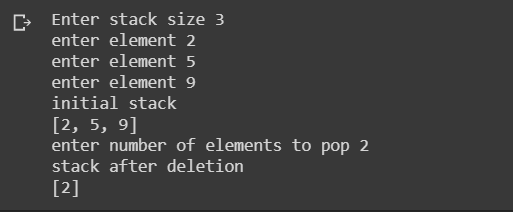 Enter stack size 3
enter element 2
enter element 5
enter element 9
initial stack
[2, 5, 9]
enter number of elements to pop 2
stack after deletion
[2]